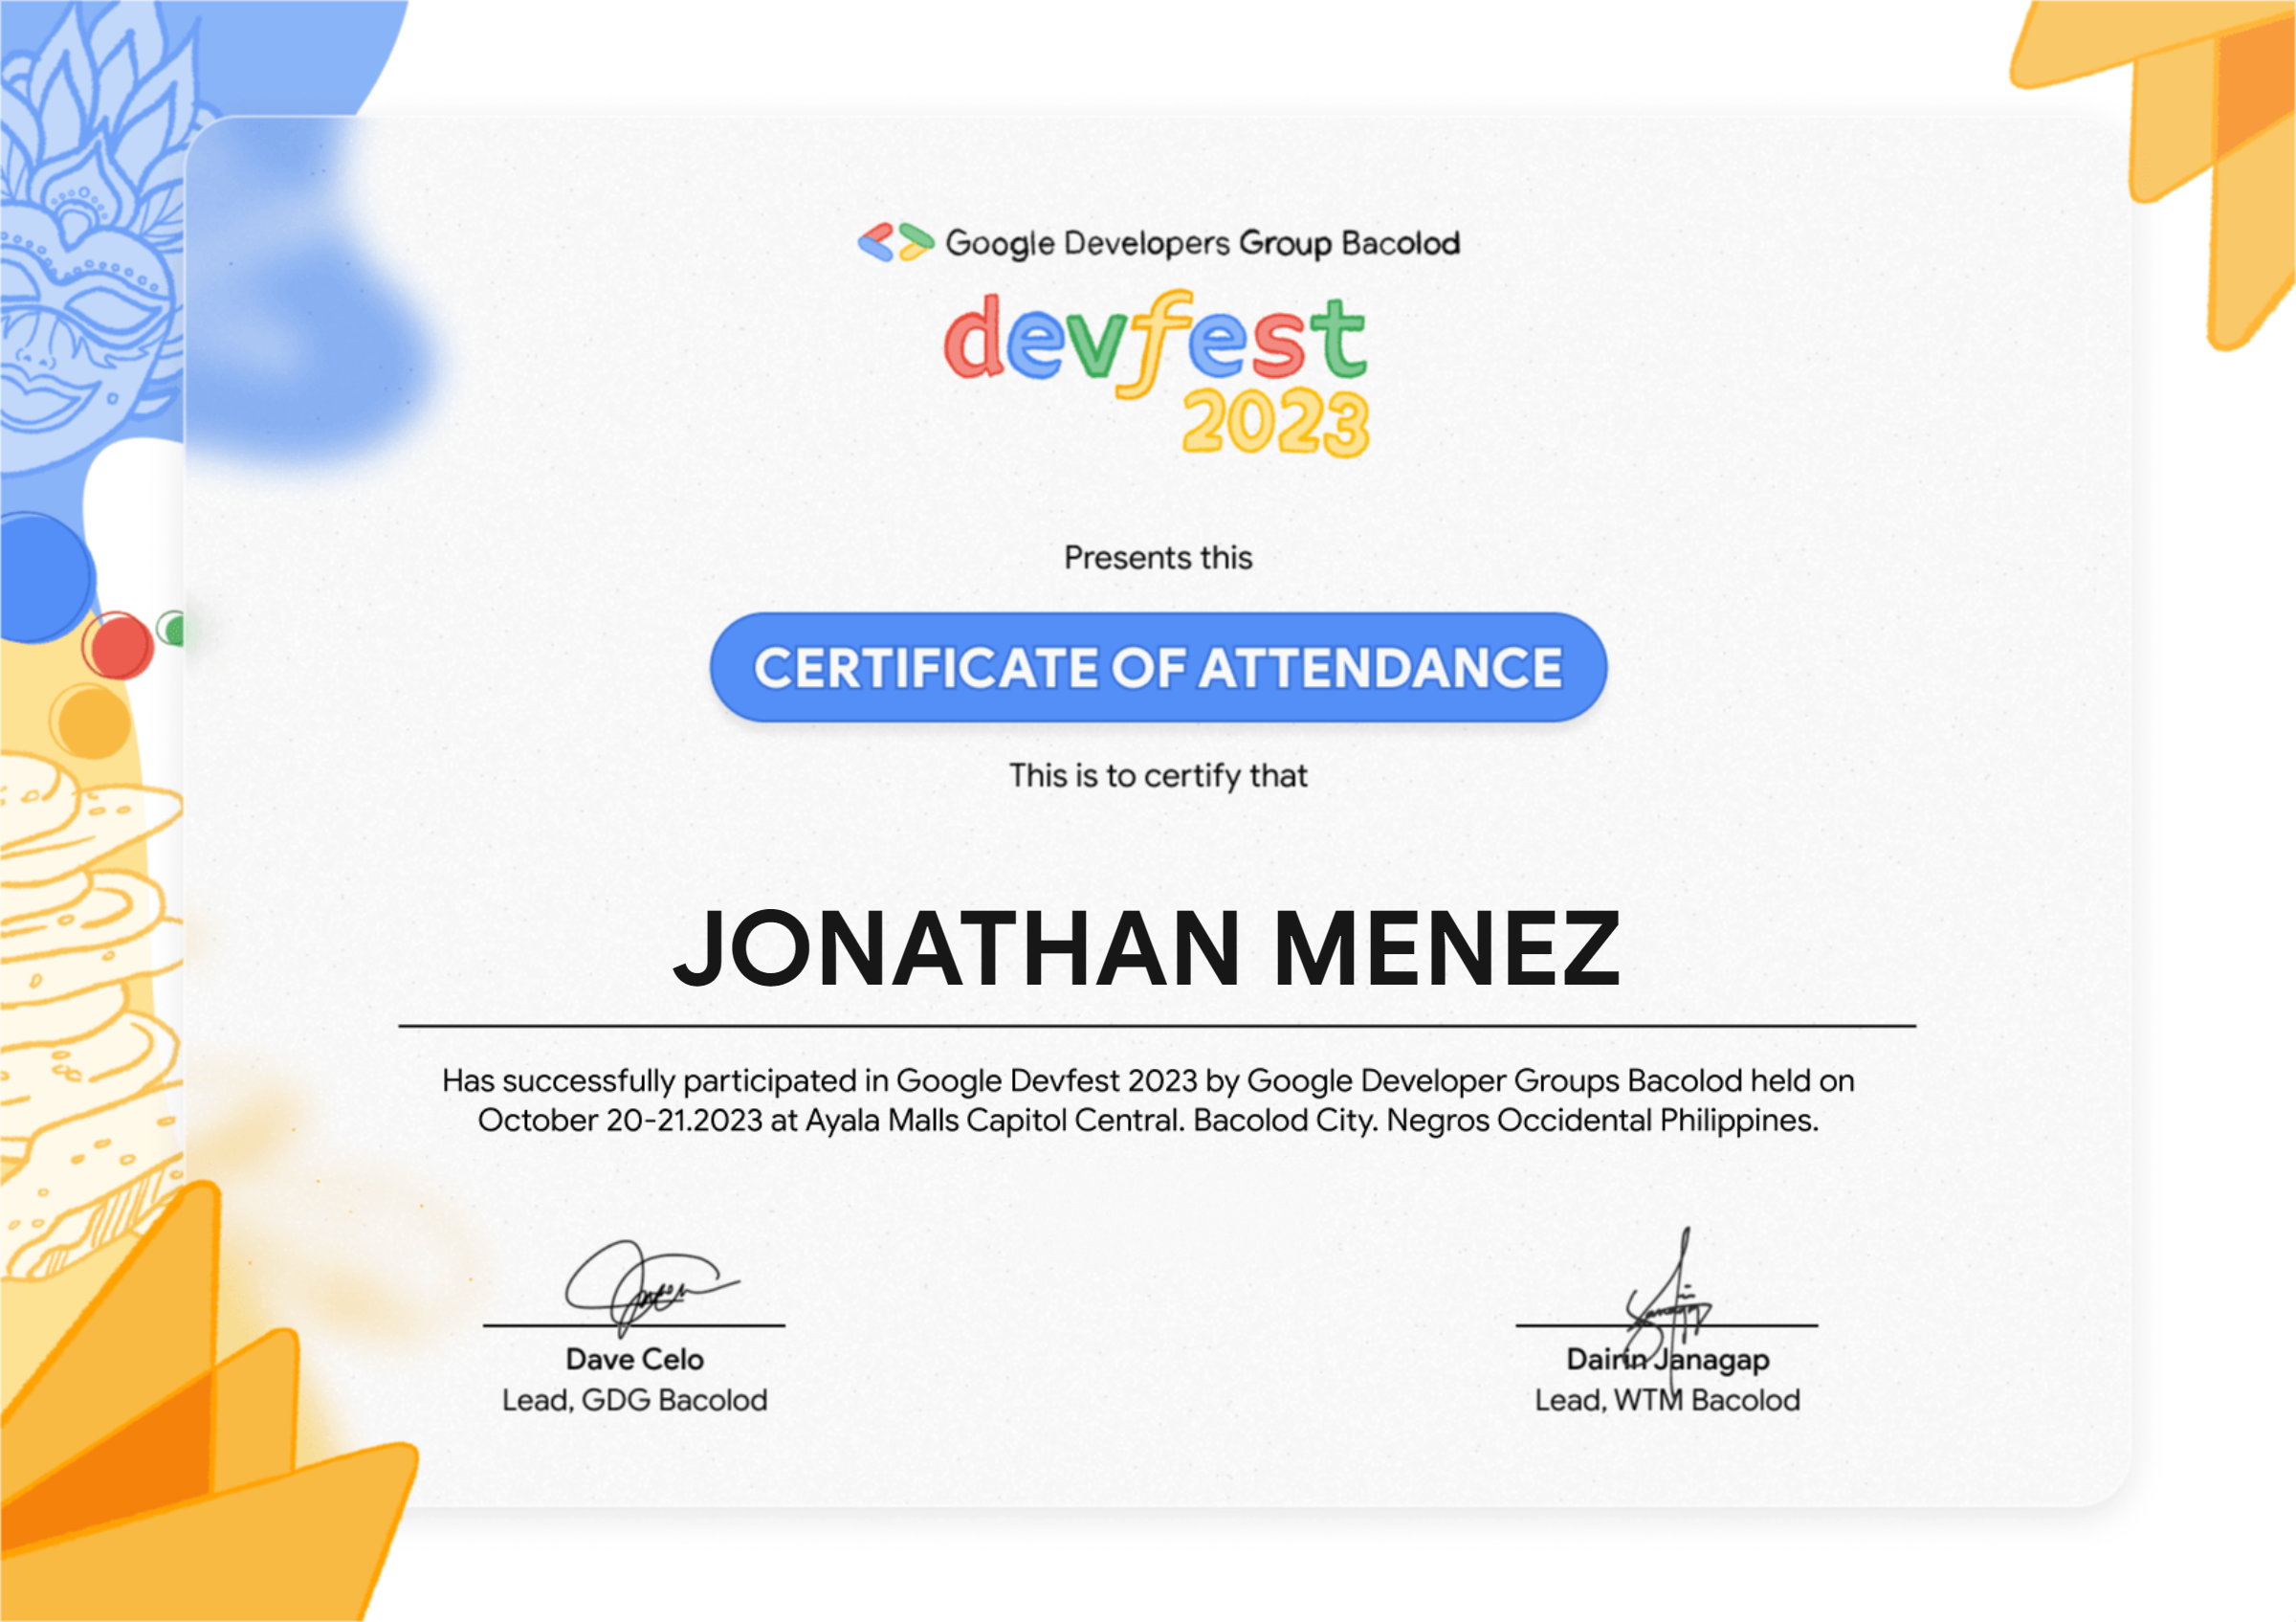 Google Developers Group Bacolod
devfest
2023
Presents this
CERTIFICATE OF ATTENDANCE
This is to certify that
JONATHAN MENEZ
Has successfully participated in Google Devfest 2023 by Google Developer Groups Bacolod held on
October 20-21.2023 at Ayala Malls Capitol Central. Bacolod City. Negros Occidental Philippines.
Dave Celo
Lead, GDG Bacolod
Dairin Janagap
Lead, WTM Bacolod